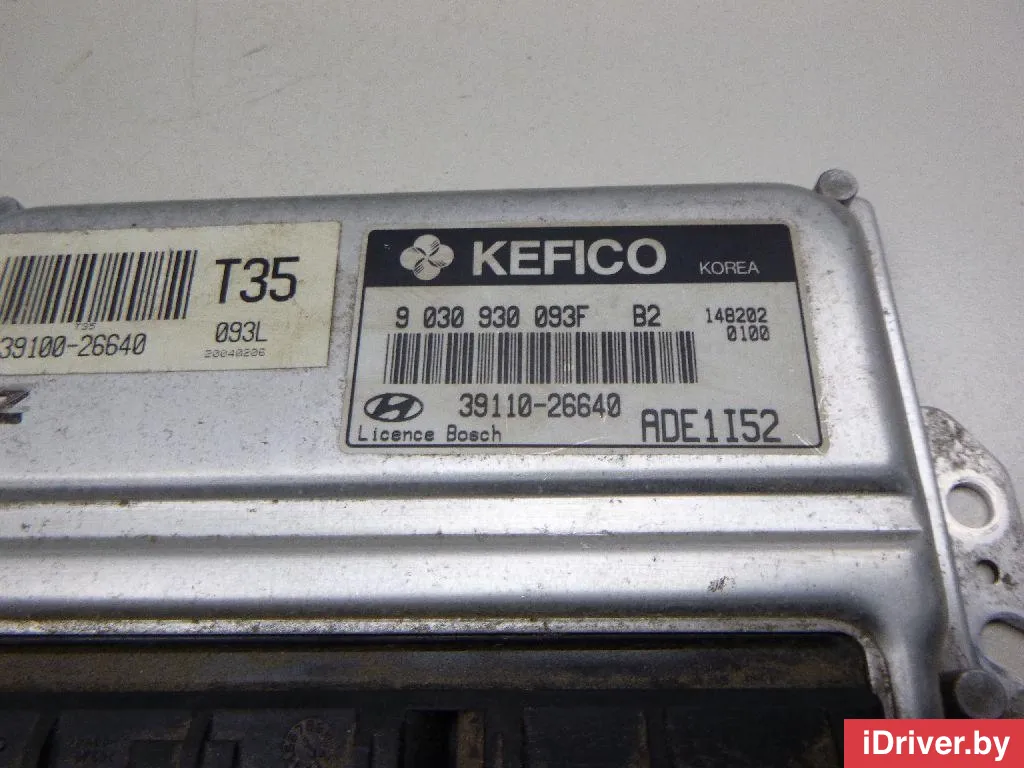 T35
T35
39100-26640
093L
20040206
KEFICO
KOREA
9 030 930 093F B2 148202
0100
39110-26640
Licence Bosch
ADE1I52
iDriver.by